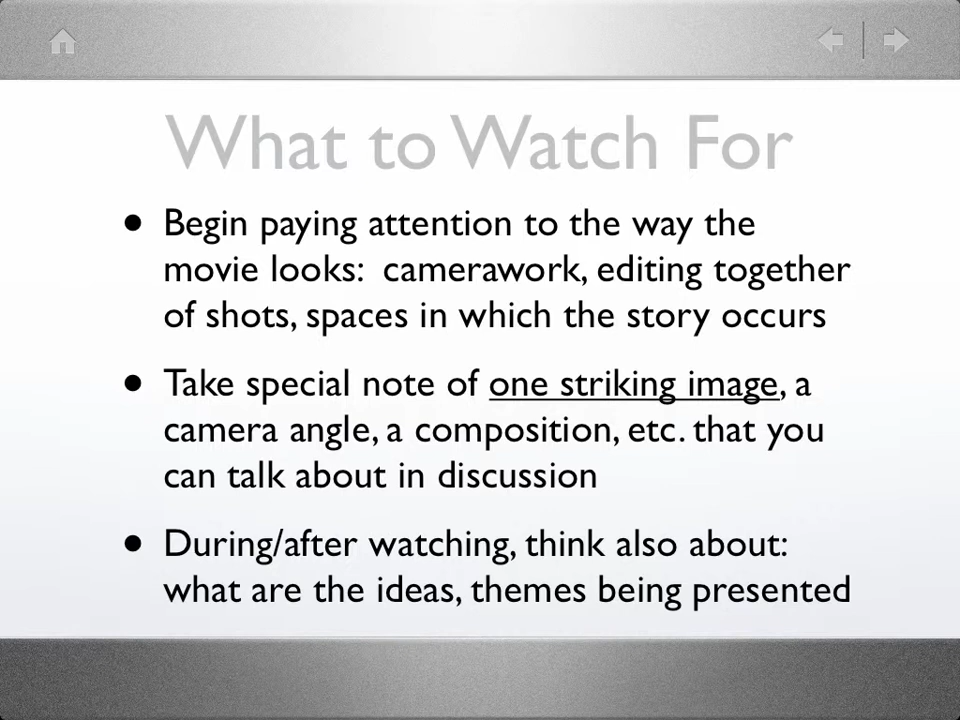 What to Watch For
• Begin paying attention to the way the
movie looks:  camerawork, editing together
of shots, spaces in which the story occurs
• Take special note of one striking image, a
camera angle, a composition, etc. that you
can talk about in discussion
• During/after watching, think also about:
what are the ideas, themes being presented